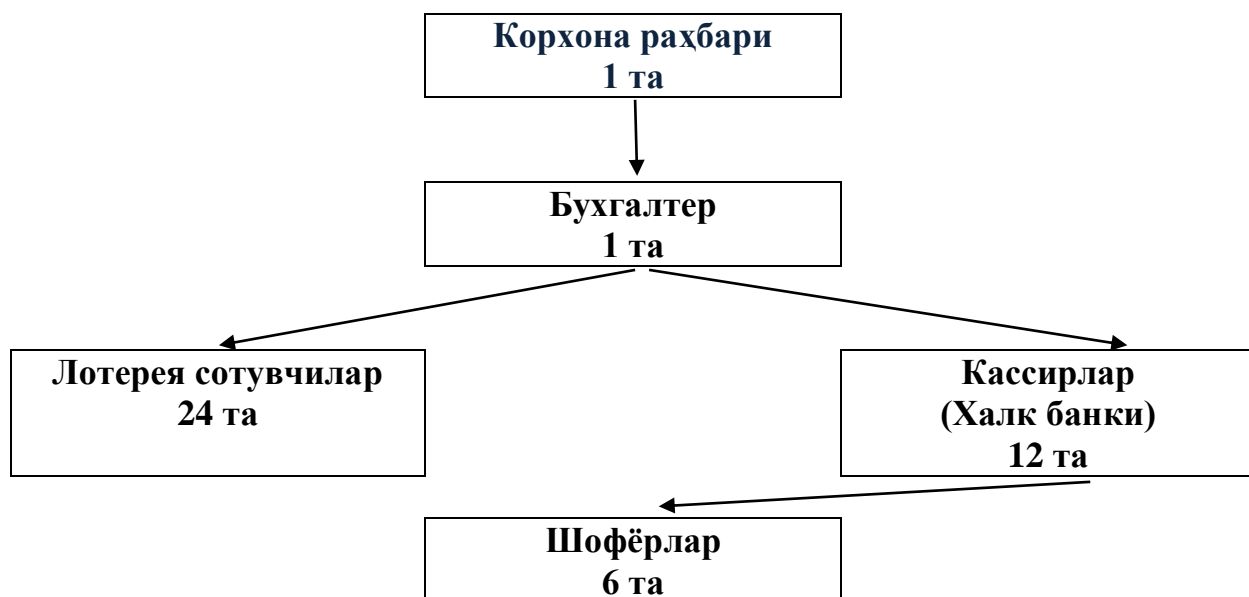 Корхона раҳбари
1 та
Бухгалтер
1 та
Лотерея сотувчилар
24 та
Кассирлар
(Халк банки)
12 та
Шофёрлар
6 та